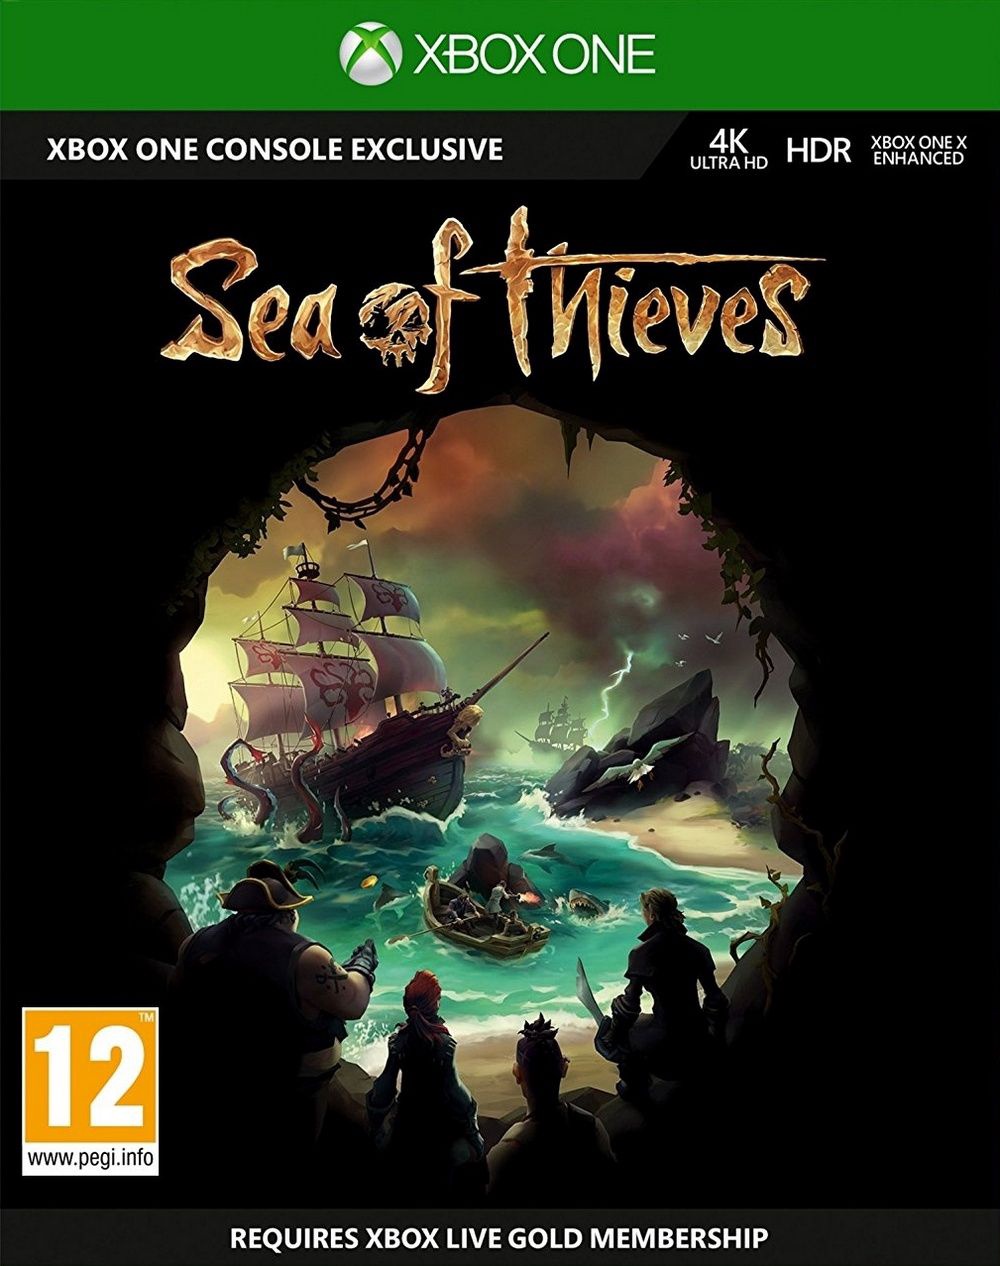 XBOX ONE
XBOX ONE CONSOLE EXCLUSIVE
4K
ULTRA HD
HDR
XBOX ONE X
ENHANCED
Sea of Thieves
12
TM
www.pegi.info
REQUIRES XBOX LIVE GOLD MEMBERSHIP